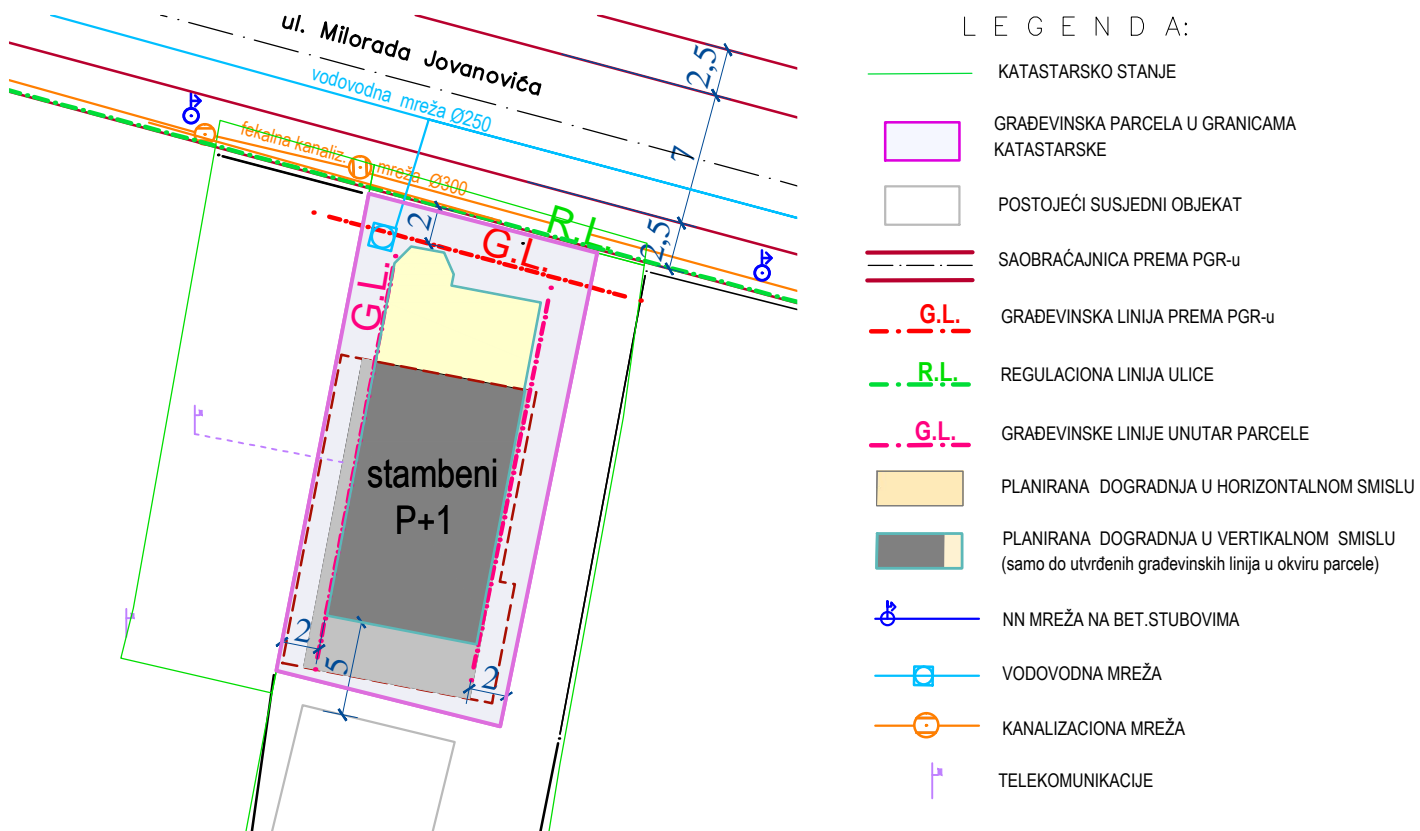 ul. Milorada Jovanovića
vodovodna mreža Ø250
fekalna kanaliz. mreža Ø300
2,5
7
2,5
2
R.L.
G.L.
G.L.
stambeni
P+1
2
5
2
L E G E N D A:
KATASTARSKO STANJE
GRAĐEVINSKA PARCELA U GRANICAMA
KATASTARSKE
POSTOJEĆI SUSJEDNI OBJEKAT
SAOBRAĆAJNICA PREMA PGR-u
G.L. GRAĐEVINSKA LINIJA PREMA PGR-u
R.L. REGULACIONA LINIJA ULICE
G.L. GRAĐEVINSKE LINIJE UNUTAR PARCELE
PLANIRANA DOGRADNJA U HORIZONTALNOM SMISLU
PLANIRANA DOGRADNJA U VERTIKALNOM SMISLU
(samo do utvrđenih građevinskih linija u okviru parcele)
NN MREŽA NA BET.STUBOVIMA
VODOVODNA MREŽA
KANALIZACIONA MREŽA
TELEKOMUNIKACIJE